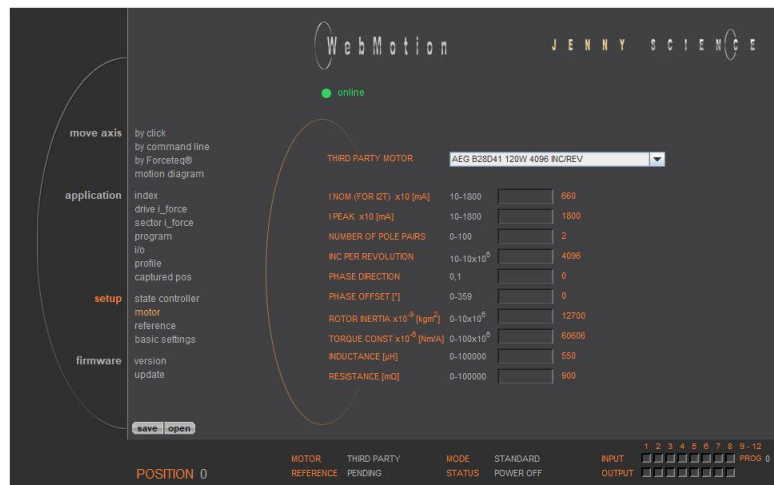 WebMotion
JENNY SCIENCE
online
move axis
by click
by command line
by Forceteq®
motion diagram
application
index
drive i_force
sector i_force
program
i/o
profile
captured pos
setup
state controller
motor
reference
basic settings
firmware
version
update
save open
THIRD PARTY MOTOR AEG B28D41 120W 4096 INC/REV
I NOM (FOR I2T) x10 [mA] 10-1800 660
I PEAK x10 [mA] 10-1800 1800
NUMBER OF POLE PAIRS 0-100 2
INC PER REVOLUTION 10-10x10⁶ 4096
PHASE DIRECTION 0,1 0
PHASE OFFSET [°] 0-359 0
ROTOR INERTIA x10⁻⁹ [kgm²] 0-10x10⁶ 12700
TORQUE CONST x10⁻⁶ [Nm/A] 0-100x10⁶ 60606
INDUCTANCE [µH] 0-100000 550
RESISTANCE [mΩ] 0-100000 900
POSITION 0
MOTOR THIRD PARTY MODE STANDARD
REFERENCE PENDING STATUS POWER OFF
1 2 3 4 5 6 7 8 9-12
INPUT PROG 0
OUTPUT